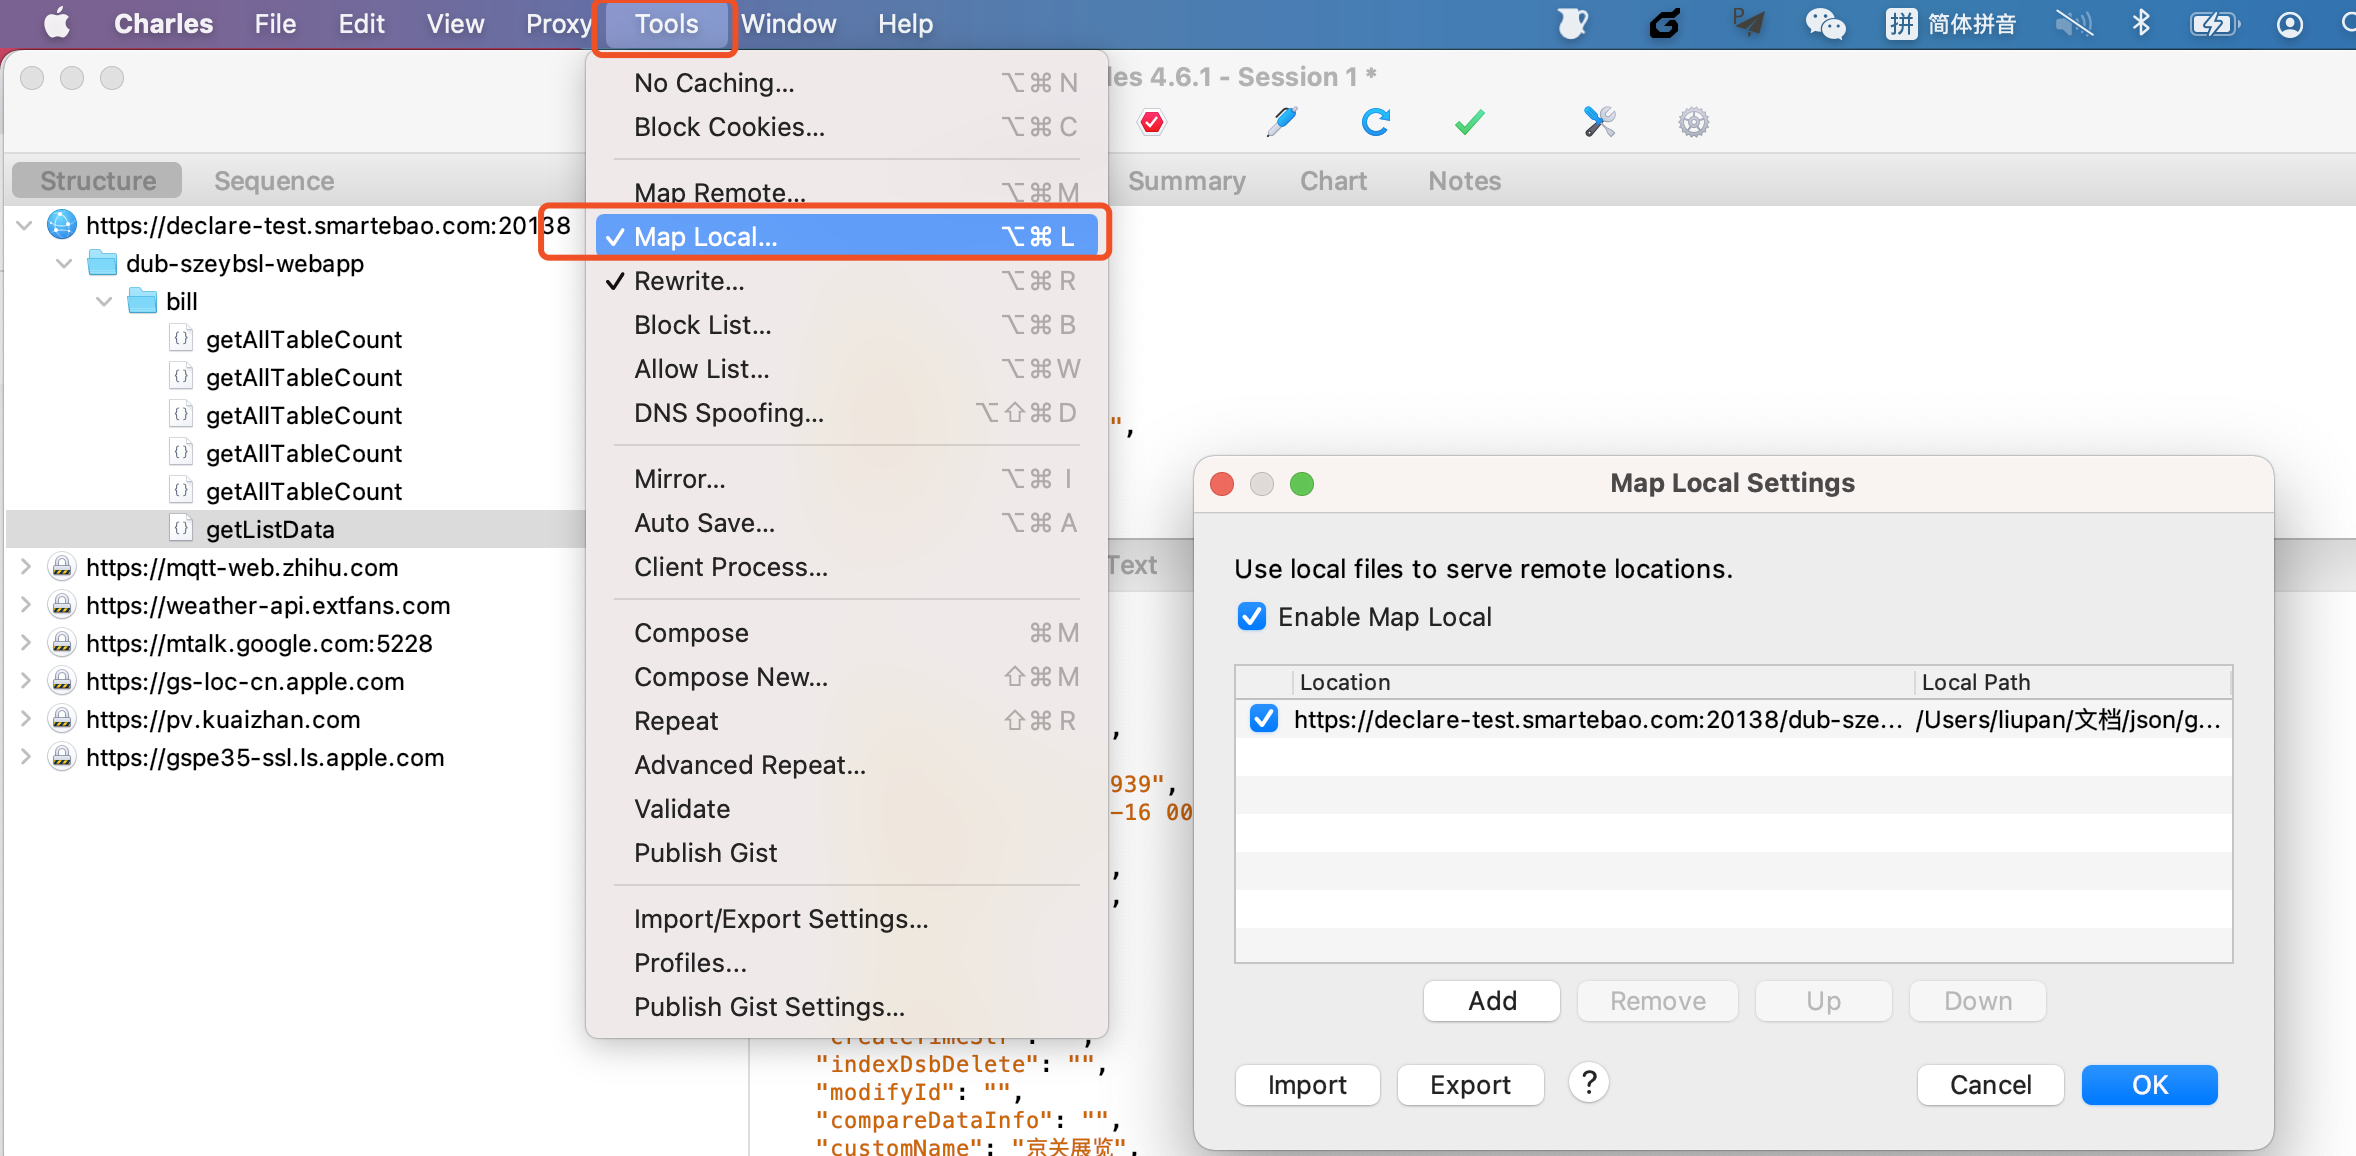 Charles File Edit View Proxy Tools Window Help 拼 简体拼音
les 4.6.1 - Session 1 *
Structure Sequence
Summary Chart Notes
https://declare-test.smartebao.com:20138
dub-szeybsl-webapp
bill
getAllTableCount
getAllTableCount
getAllTableCount
getAllTableCount
getAllTableCount
getListData
https://mqtt-web.zhihu.com
https://weather-api.extfans.com
https://mtalk.google.com:5228
https://gs-loc-cn.apple.com
https://pv.kuaizhan.com
https://gspe35-ssl.ls.apple.com
No Caching... ⌥⌘N
Block Cookies... ⌥⌘C
Map Remote... ⌥⌘M
✓ Map Local... ⌥⌘L
✓ Rewrite... ⌥⌘R
Block List... ⌥⌘B
Allow List... ⌥⌘W
DNS Spoofing... ⌥⇧⌘D
Mirror... ⌥⌘I
Auto Save... ⌥⌘A
Client Process... 
Compose ⌘M
Compose New... ⇧⌘M
Repeat ⇧⌘R
Advanced Repeat...
Validate
Publish Gist
Import/Export Settings...
Profiles...
Publish Gist Settings...
",
Text
,
939",
-16 00
,
,
"indexDsbDelete": "",
"modifyId": "",
"compareDataInfo": "",
"customName": "京关展览",
Map Local Settings
Use local files to serve remote locations.
Enable Map Local
Location Local Path
https://declare-test.smartebao.com:20138/dub-sze... /Users/liupan/文档/json/g...
Add Remove Up Down
Import Export ? Cancel OK